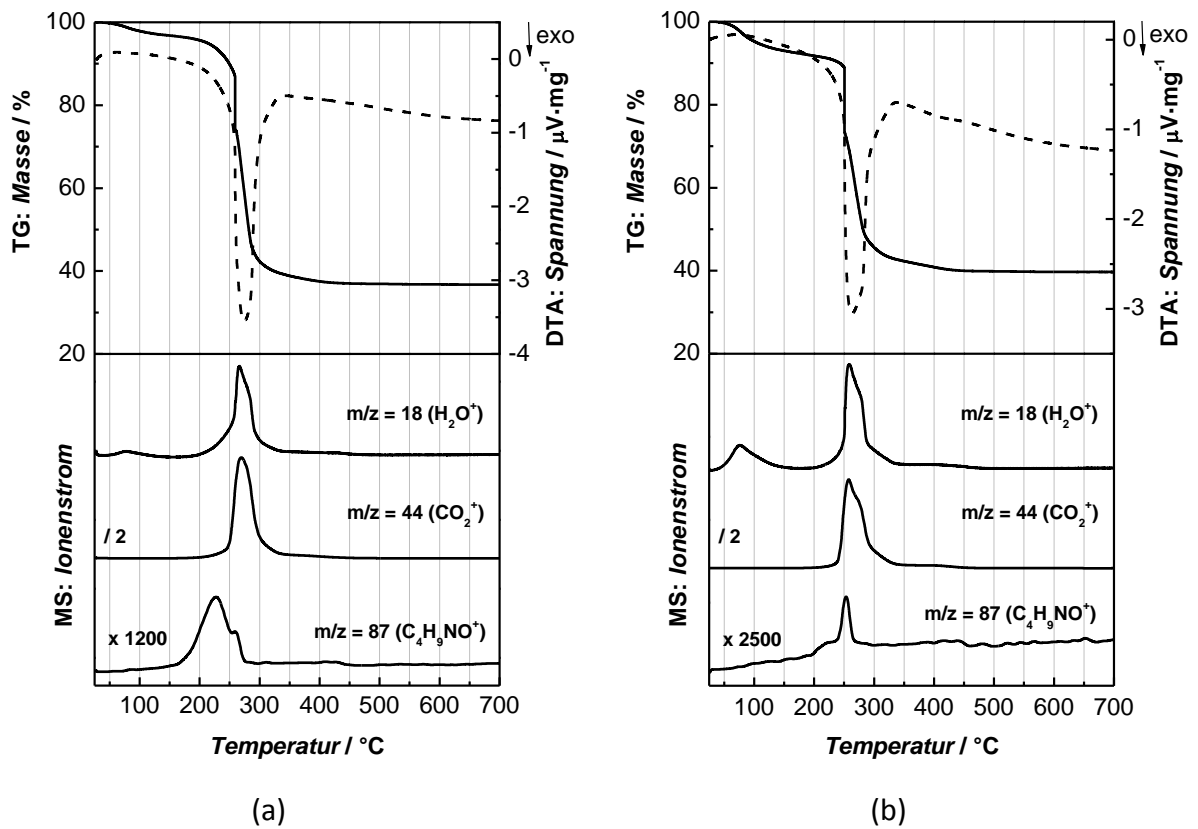 100
90
80
60
40
20
TG: Masse / %
0
-1
-2
-3
-4
exo
DTA: Spannung / µV·mg⁻¹
m/z = 18 (H₂O⁺)
m/z = 44 (CO₂⁺)
/ 2
m/z = 87 (C₄H₉NO⁺)
x 1200
MS: Ionenstrom
100 200 300 400 500 600 700
Temperatur / °C
(a)
100
90
80
60
40
20
TG: Masse / %
0
-1
-2
-3
exo
DTA: Spannung / µV·mg⁻¹
m/z = 18 (H₂O⁺)
m/z = 44 (CO₂⁺)
/ 2
m/z = 87 (C₄H₉NO⁺)
x 2500
MS: Ionenstrom
100 200 300 400 500 600 700
Temperatur / °C
(b)